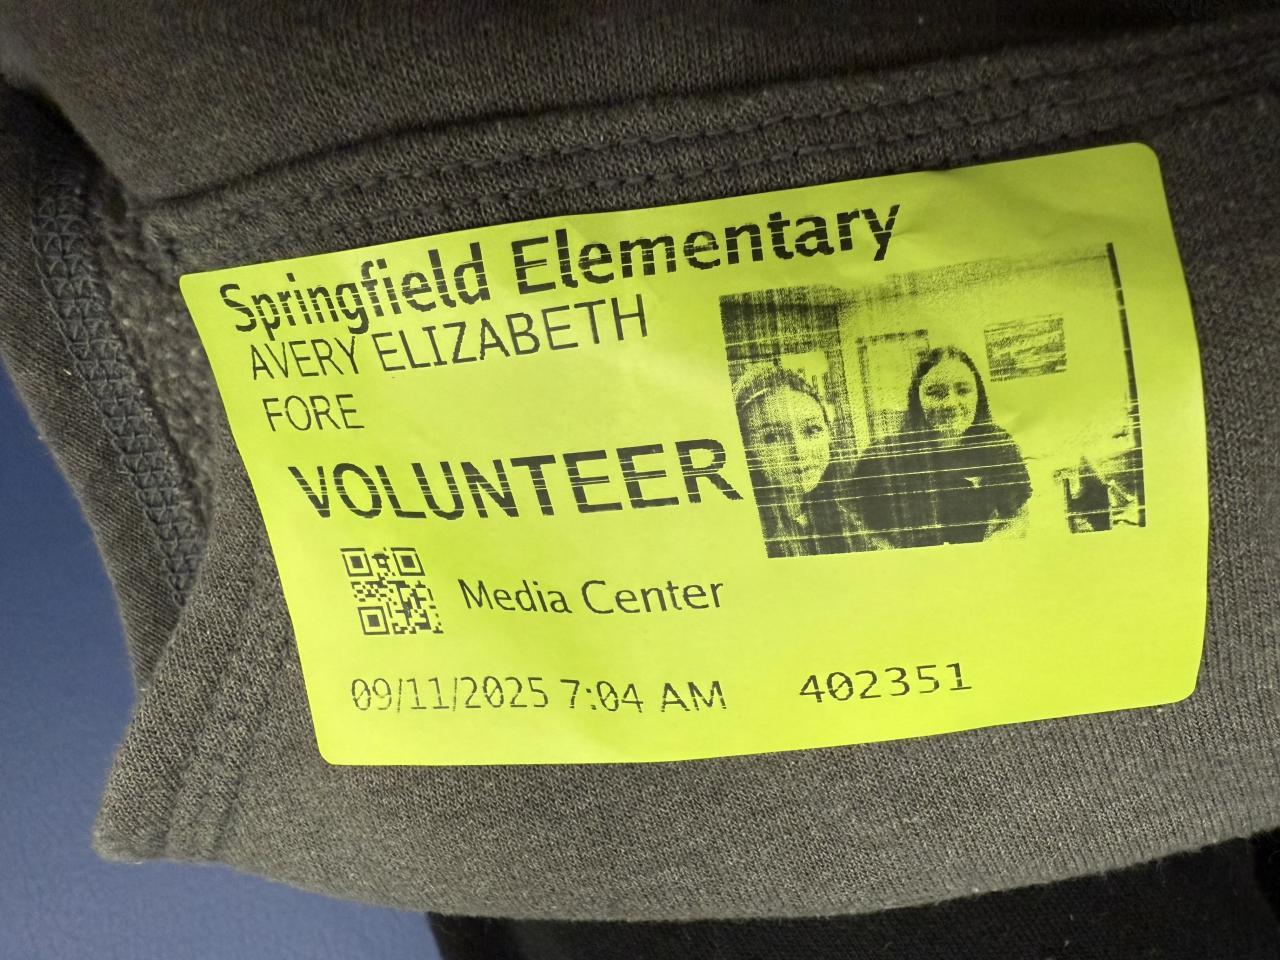 Springfield Elementary
AVERY ELIZABETH
FORE
VOLUNTEER
Media Center
09/11/2025 7:04 AM 402351